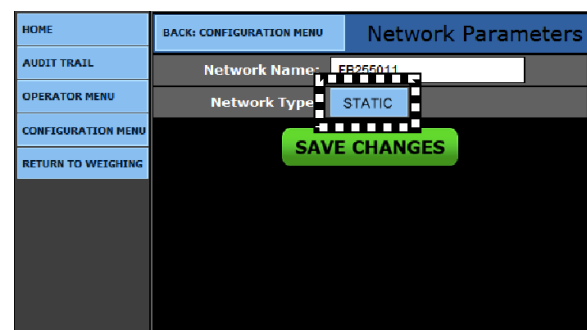 HOME
AUDIT TRAIL
OPERATOR MENU
CONFIGURATION MENU
RETURN TO WEIGHING
BACK: CONFIGURATION MENU
Network Parameters
Network Name: EB255011
Network Type STATIC
SAVE CHANGES